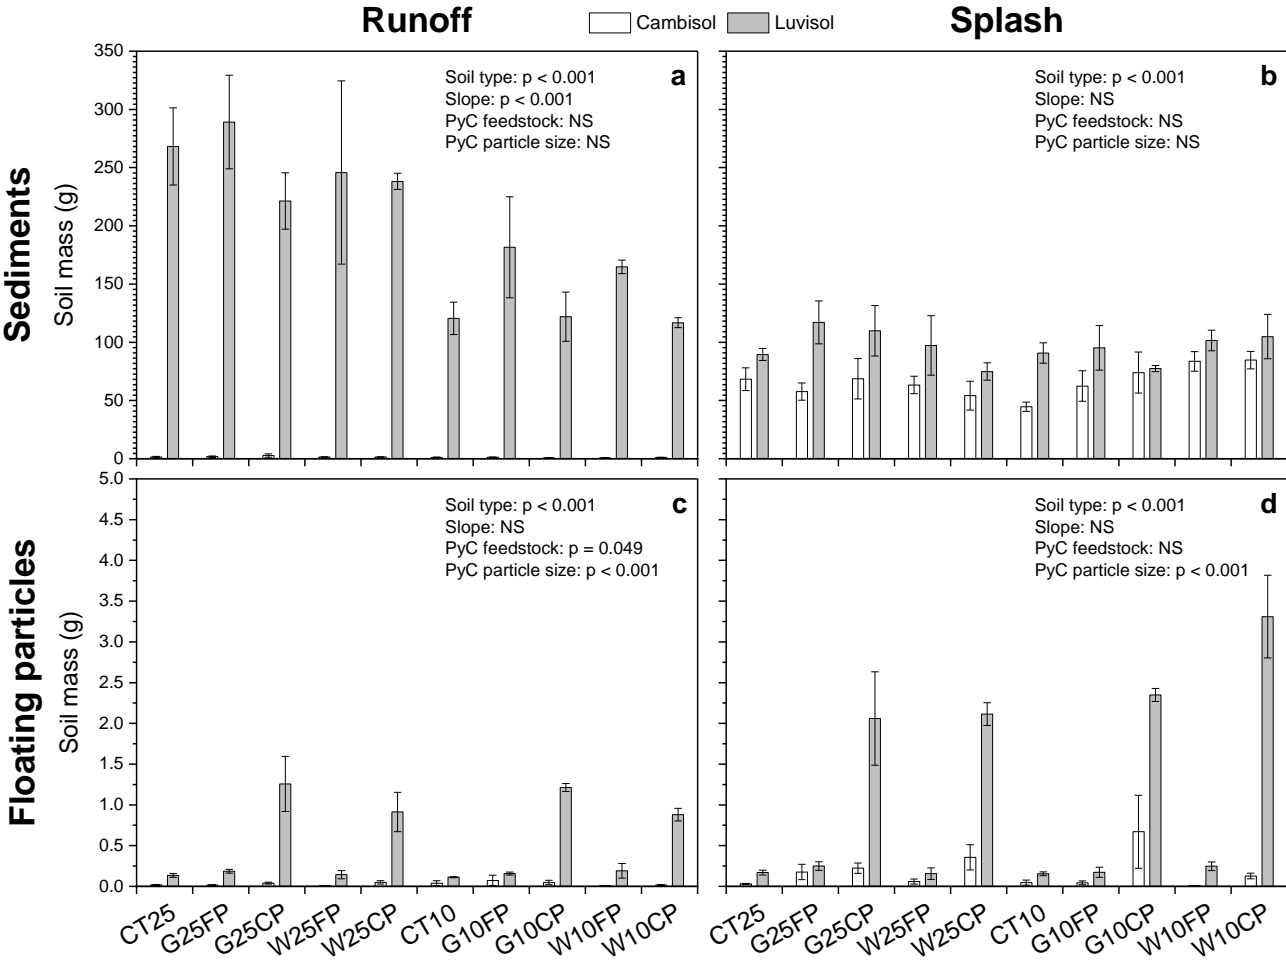 Runoff
Cambisol
Luvisol
Splash
Sediments
Soil mass (g)
350
300
250
200
150
100
50
0
Soil type: p < 0.001
Slope: p < 0.001
PyC feedstock: NS
PyC particle size: NS
a
Soil type: p < 0.001
Slope: NS
PyC feedstock: NS
PyC particle size: NS
b
Floating particles
Soil mass (g)
5.0
4.5
4.0
3.5
3.0
2.5
2.0
1.5
1.0
0.5
0.0
Soil type: p < 0.001
Slope: NS
PyC feedstock: p = 0.049
PyC particle size: p < 0.001
c
Soil type: p < 0.001
Slope: NS
PyC feedstock: NS
PyC particle size: p < 0.001
d
CT25
G25FP
G25CP
W25FP
W25CP
CT10
G10FP
G10CP
W10FP
W10CP
CT25
G25FP
G25CP
W25FP
W25CP
CT10
G10FP
G10CP
W10FP
W10CP